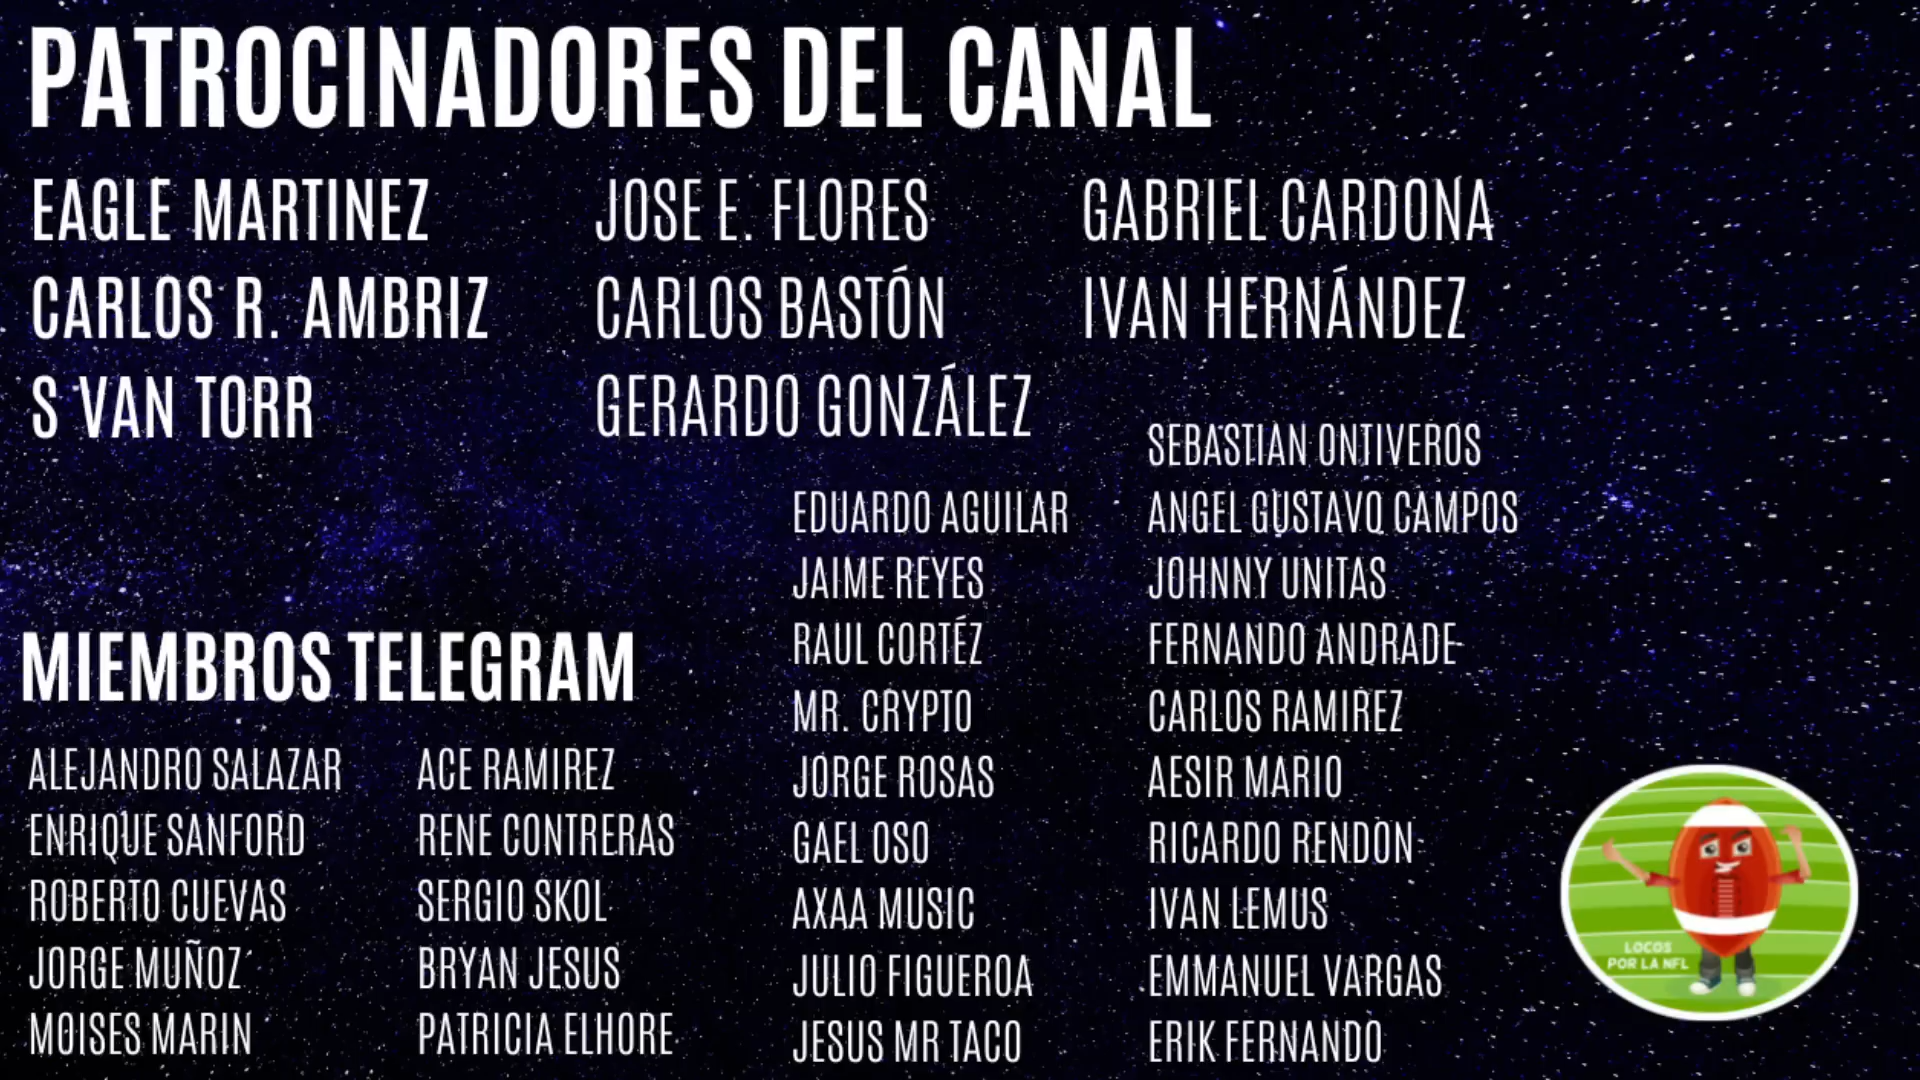 PATROCINADORES DEL CANAL
EAGLE MARTINEZ
CARLOS R. AMBRIZ
S VAN TORR
JOSE E. FLORES
CARLOS BASTÓN
GERARDO GONZÁLEZ
GABRIEL CARDONA
IVAN HERNÁNDEZ
MIEMBROS TELEGRAM
ALEJANDRO SALAZAR
ENRIQUE SANFORD
ROBERTO CUEVAS
JORGE MUÑOZ
MOISES MARIN
ACE RAMIREZ
RENE CONTRERAS
SERGIO SKOL
BRYAN JESUS
PATRICIA ELHORE
EDUARDO AGUILAR
JAIME REYES
RAUL CORTÉZ
MR. CRYPTO
JORGE ROSAS
GAEL OSO
AXAA MUSIC
JULIO FIGUEROA
JESUS MR TACO
SEBASTIAN ONTIVEROS
ANGEL GUSTAVO CAMPOS
JOHNNY UNITAS
FERNANDO ANDRADE
CARLOS RAMIREZ
AESIR MARIO
RICARDO RENDON
IVAN LEMUS
EMMANUEL VARGAS
ERIK FERNANDO
LOCOS
POR LA NFL